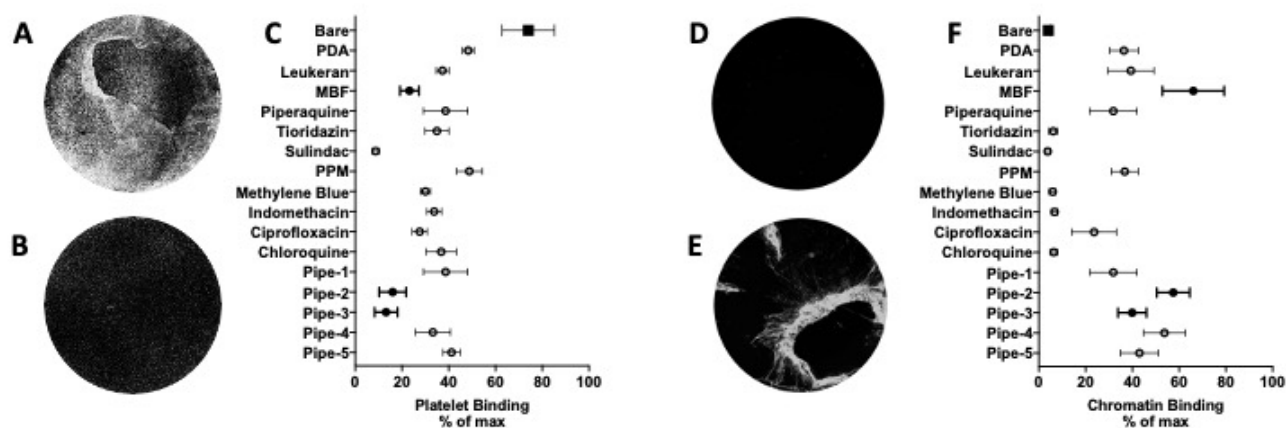 A
B
C
Bare
PDA
Leukeran
MBF
Piperaquine
Tioridazin
Sulindac
PPM
Methylene Blue
Indomethacin
Ciprofloxacin
Chloroquine
Pipe-1
Pipe-2
Pipe-3
Pipe-4
Pipe-5
0 20 40 60 80 100
Platelet Binding
% of max
D
E
F
Bare
PDA
Leukeran
MBF
Piperaquine
Tioridazin
Sulindac
PPM
Methylene Blue
Indomethacin
Ciprofloxacin
Chloroquine
Pipe-1
Pipe-2
Pipe-3
Pipe-4
Pipe-5
0 20 40 60 80 100
Chromatin Binding
% of max